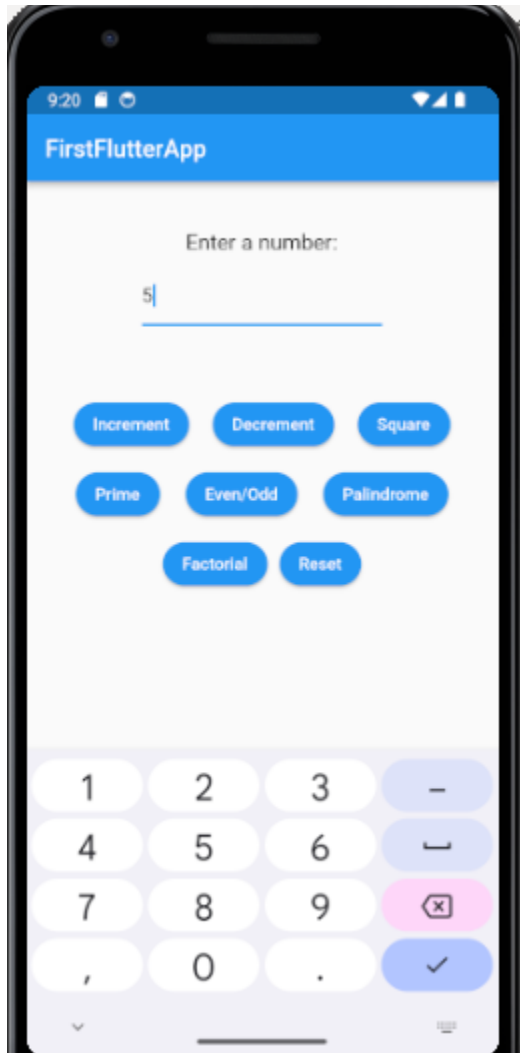 9:20
FirstFlutterApp
Enter a number:
5
Increment Decrement Square
Prime Even/Odd Palindrome
Factorial Reset
1 2 3 –
4 5 6
7 8 9
, 0 .